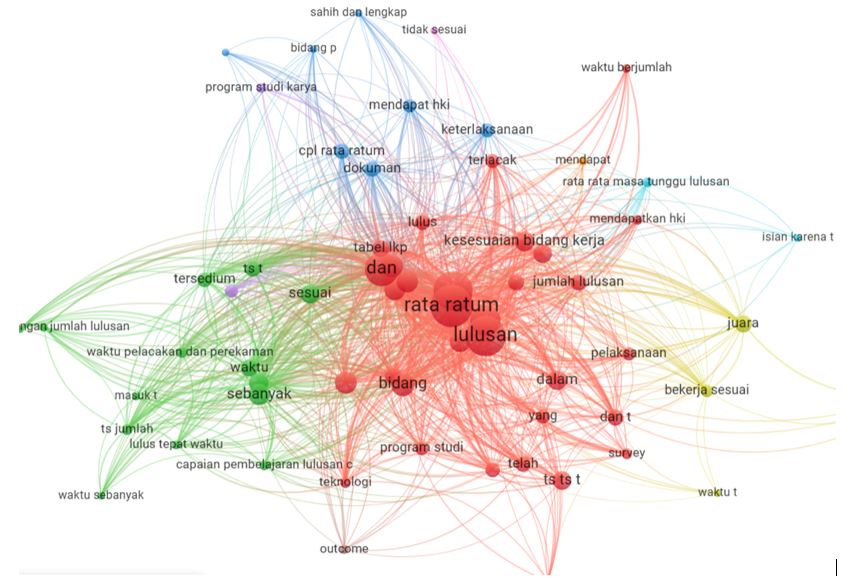 sahih dan lengkap
tidak sesuai
bidang p
waktu berjumlah
program studi karya
mendapat hki
keterlaksanaan
cpl rata ratum
terlacak
mendapat
dokuman
rata rata masa tunggu lulusan
lulus
mendapatkan hki
tabel lkp
kesesuaian bidang kerja
isian karena t
dan
ts t
tersedium
sesuai
jumlah lulusan
rata ratum
ngan jumlah lulusan
juara
lulusan
waktu pelacakan dan perekaman
pelaksanaan
waktu
sebanyak
bidang
dalam
bekerja sesuai
masuk t
yang
dan t
ts jumlah
lulus tepat waktu
program studi
survey
capaian pembelajaran lulusan c
telah
teknologi
ts ts t
waktu sebanyak
waktu t
outcome